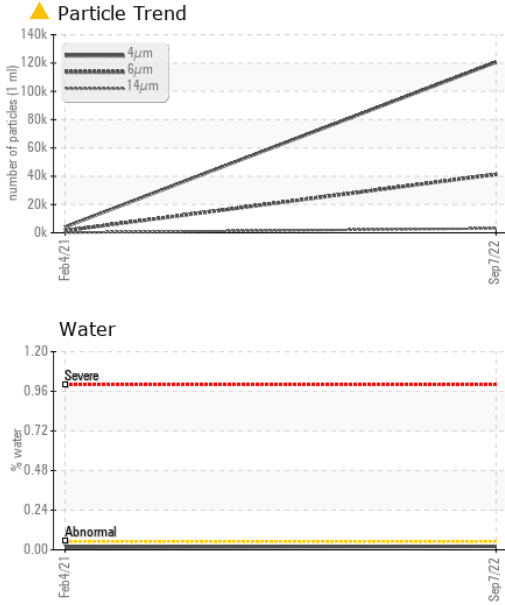 Particle Trend
140k
120k
100k
80k
60k
40k
20k
0k
number of particles (1 ml)
4µm
6µm
14µm
Feb4/21
Sep7/22
Water
1.20
0.96
0.72
0.48
0.24
0.00
% water
Severe
Abnormal
Feb4/21
Sep7/22